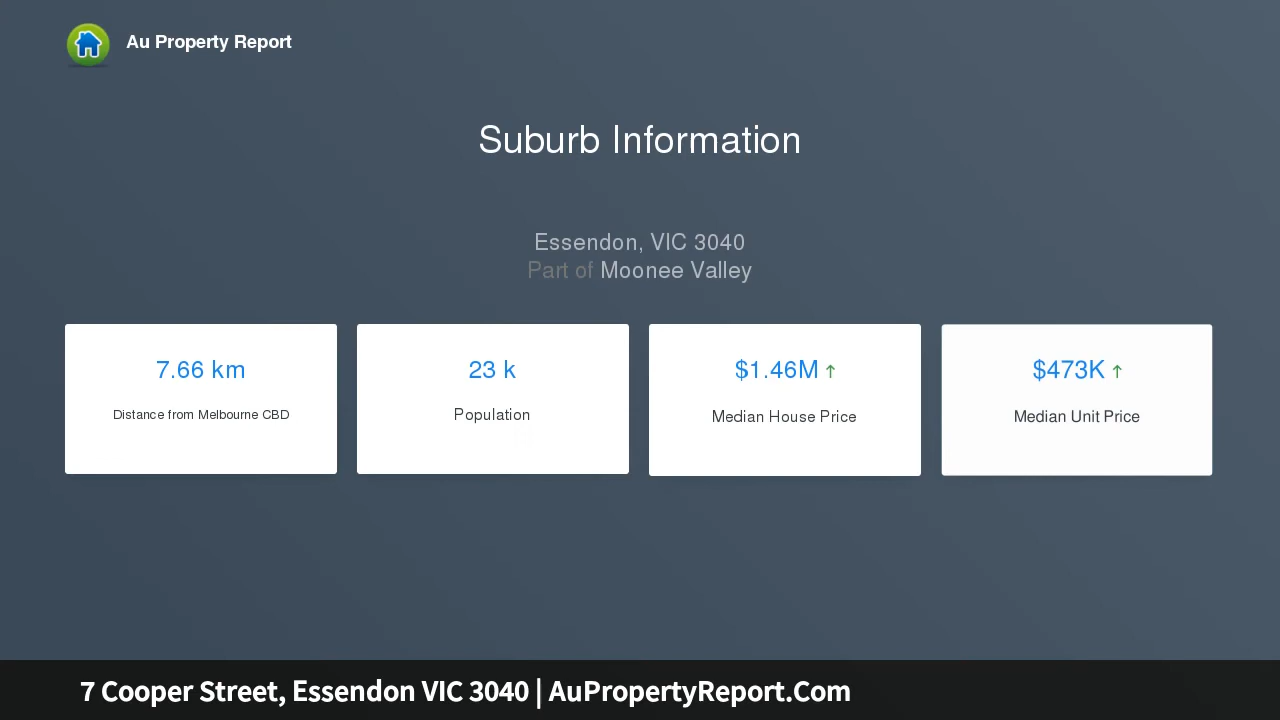 Au Property Report
Suburb Information
Essendon, VIC 3040
Part of Moonee Valley
7.66 km
Distance from Melbourne CBD
23 k
Population
$1.46M ↑
Median House Price
$473K ↑
Median Unit Price
7 Cooper Street, Essendon VIC 3040 | AuPropertyReport.Com